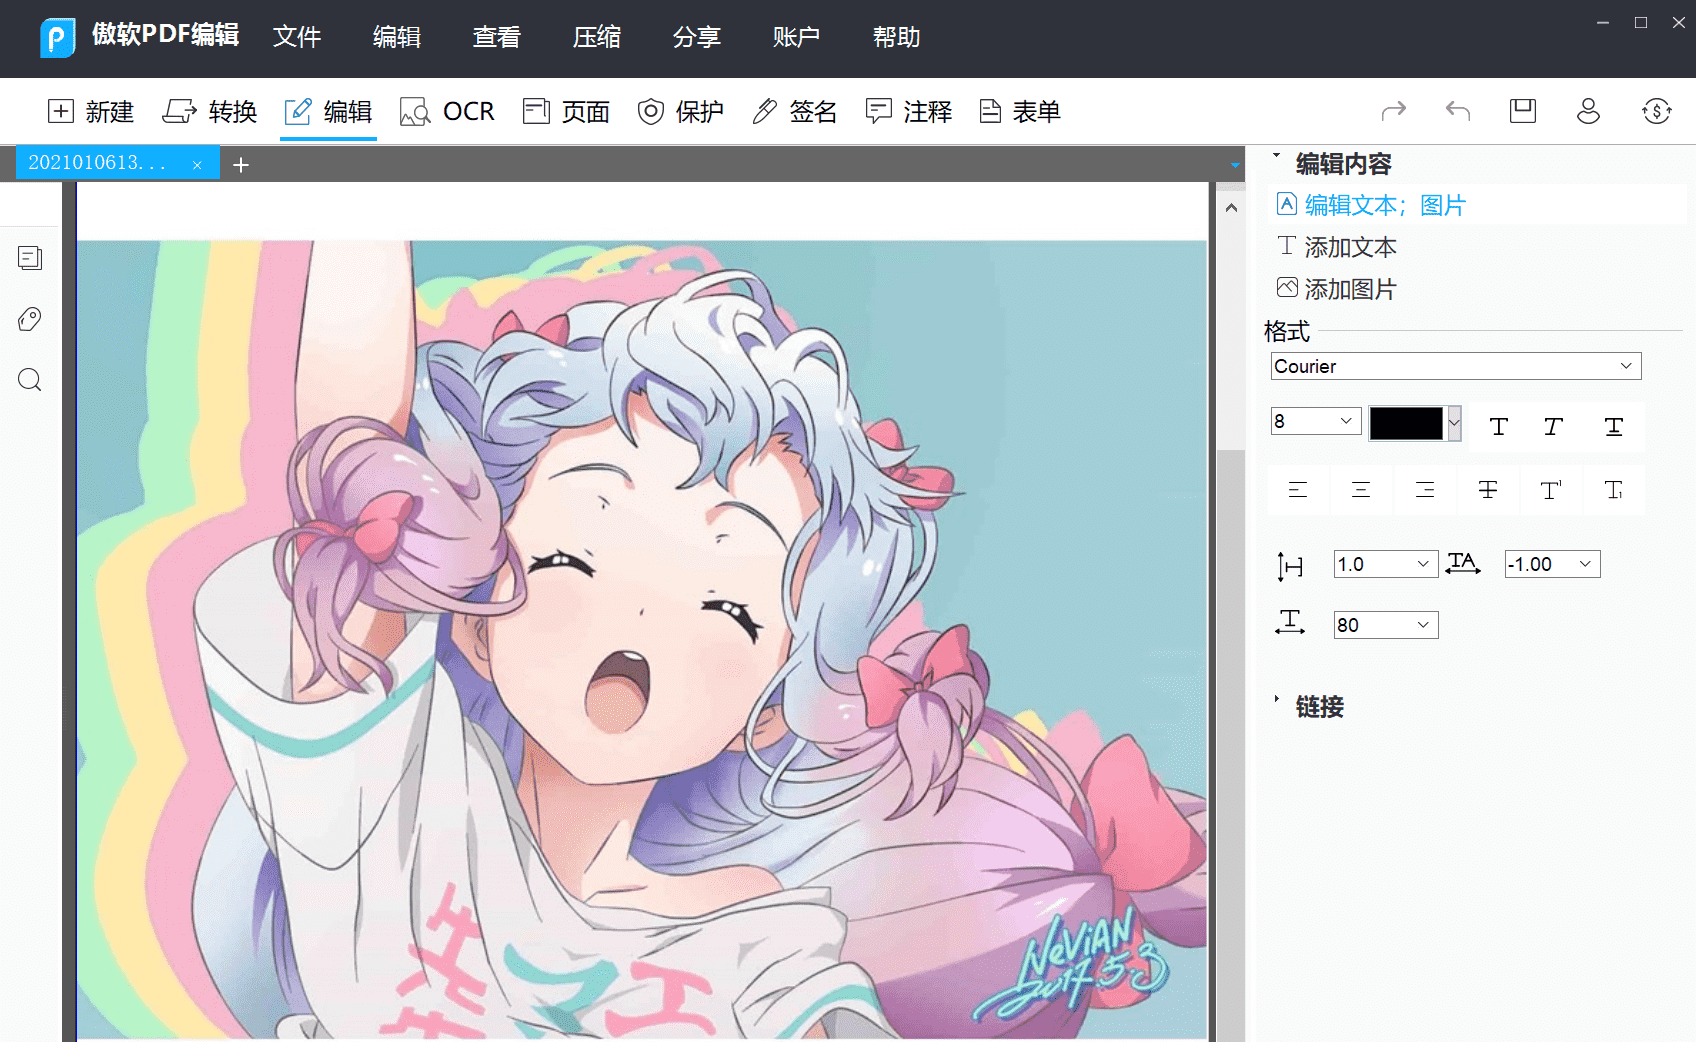 傲软PDF编辑 文件 编辑 查看 压缩 分享 账户 帮助
新建 转换 编辑 OCR 页面 保护 签名 注释 表单
2021010613...
编辑内容
编辑文本；图片
添加文本
添加图片
格式
Courier
8
1.0 -1.00
80
链接
NeViAN
2017.5.3